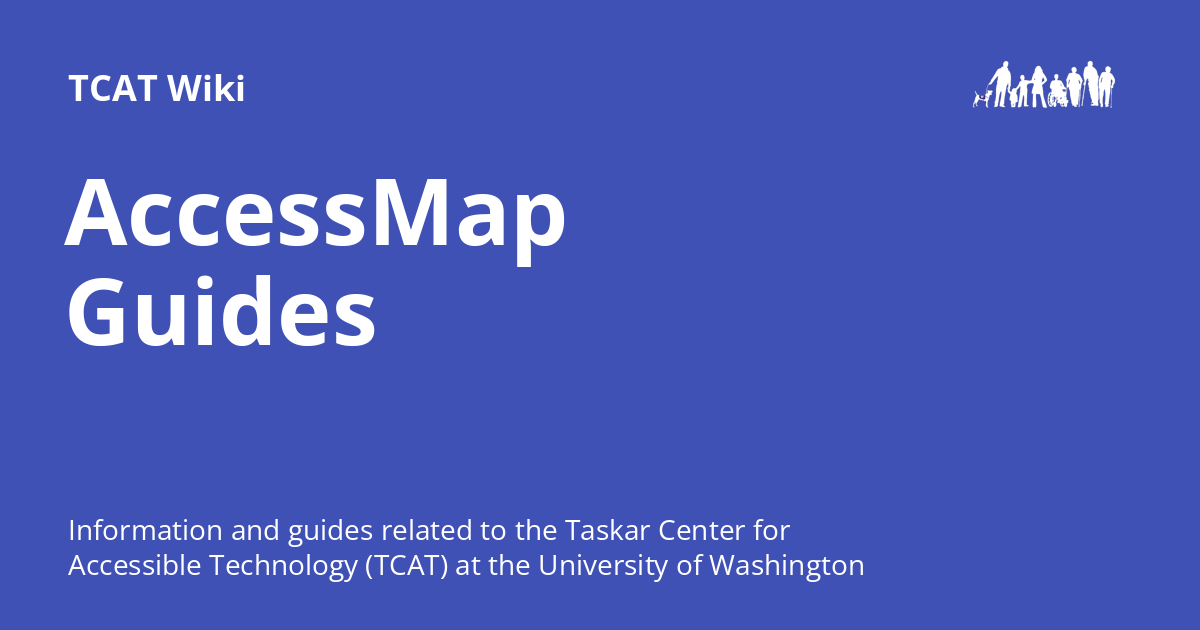 TCAT Wiki
AccessMap
Guides
Information and guides related to the Taskar Center for
Accessible Technology (TCAT) at the University of Washington